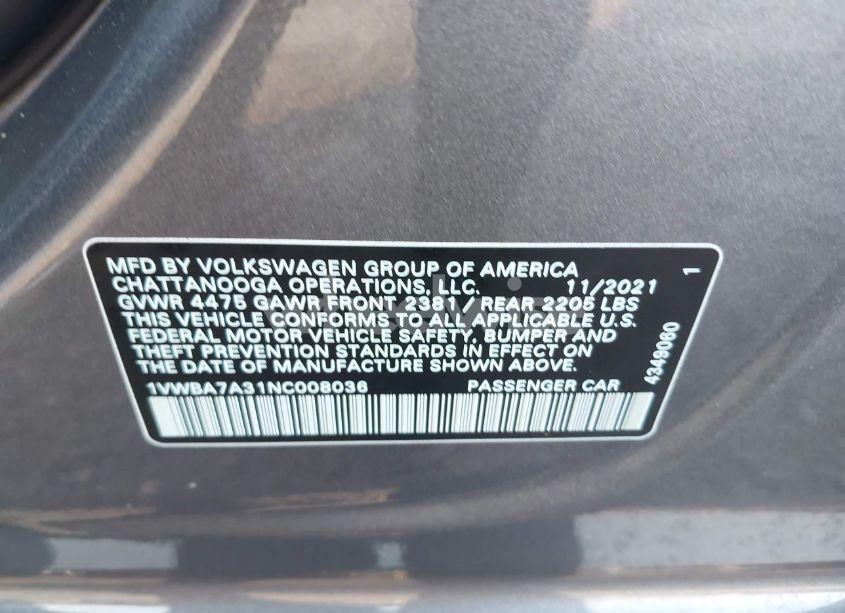 MFD BY VOLKSWAGEN GROUP OF AMERICA
CHATTANOOGA OPERATIONS, LLC. 11/2021 1
GVWR 4475 GAWR FRONT 2381 / REAR 2205 LBS
THIS VEHICLE CONFORMS TO ALL APPLICABLE U.S.
FEDERAL MOTOR VEHICLE SAFETY, BUMPER AND
THEFT PREVENTION STANDARDS IN EFFECT ON
THE DATE OF MANUFACTURE SHOWN ABOVE.
1VWBA7A31NC008036 PASSENGER CAR
4349060